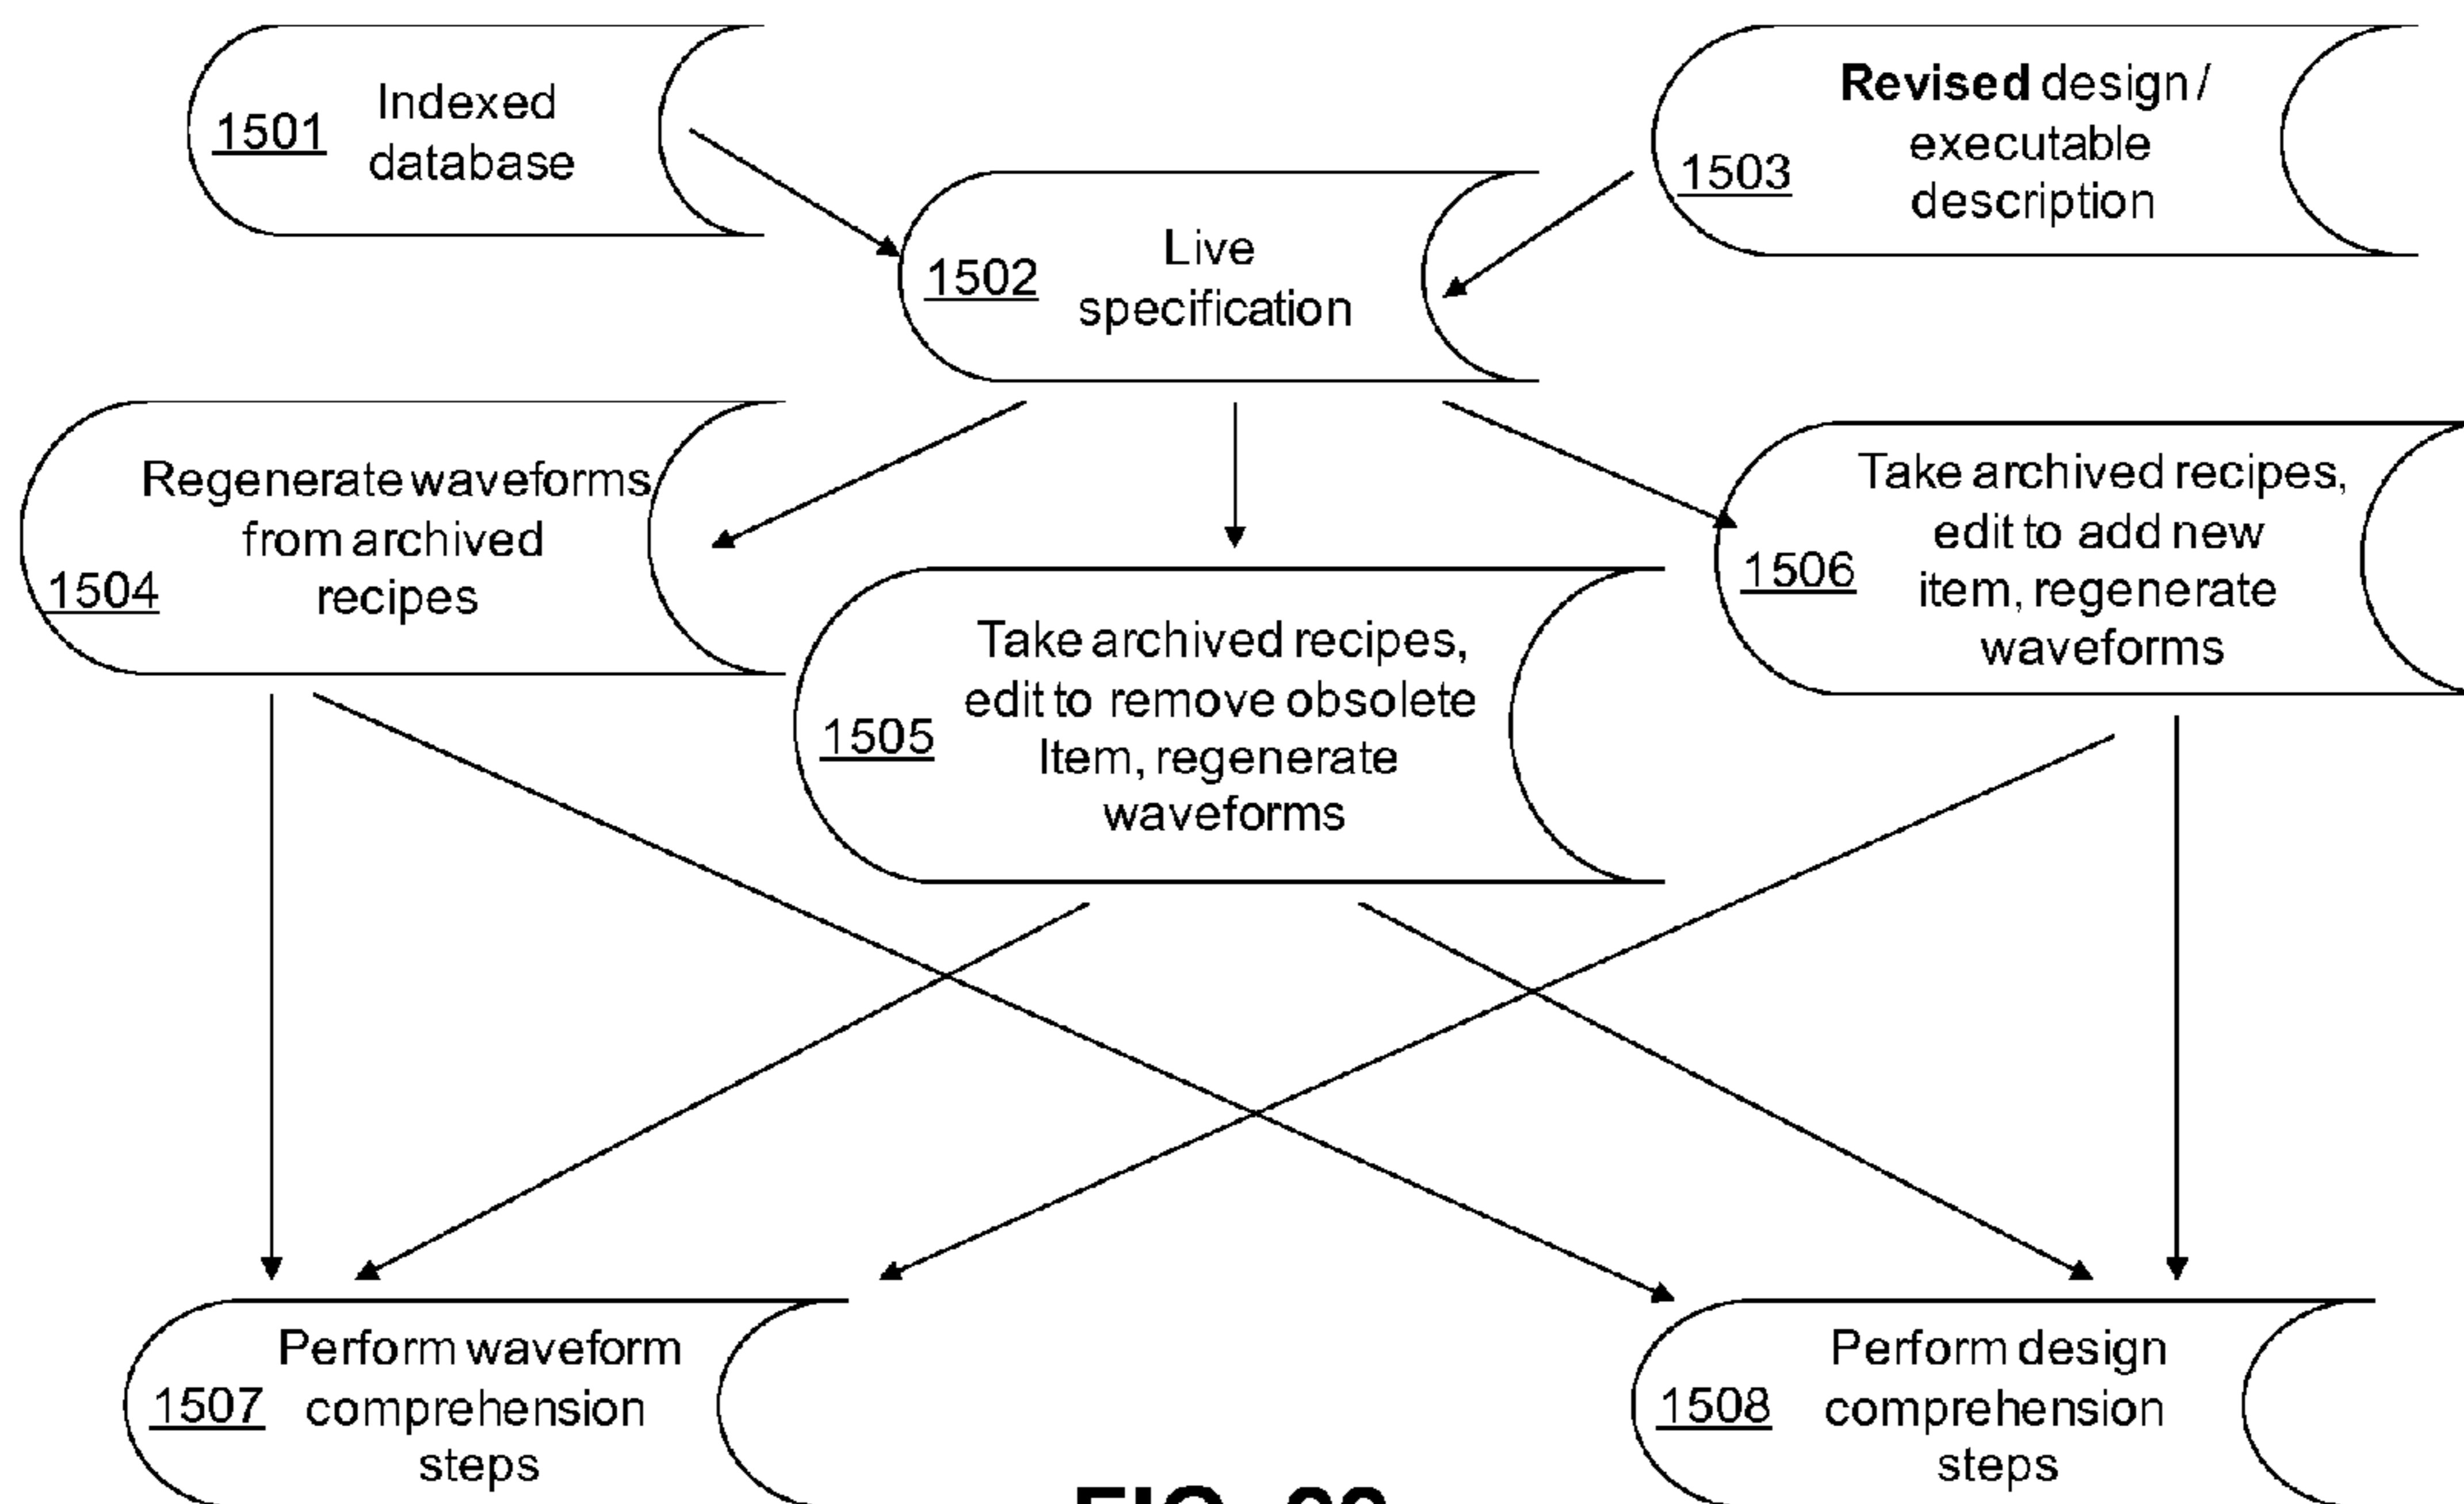 1501
Indexed
database
Revised design/
executable
description
1503
1502
Live
specification
Regenerate waveforms
from archived
recipes
1504
Take archived recipes,
edit to add new
item, regenerate
waveforms
1506
Take archived recipes,
edit to remove obsolete
Item, regenerate
waveforms
1505
Perform waveform
comprehension
steps
1507
Perform design
comprehension
steps
1508